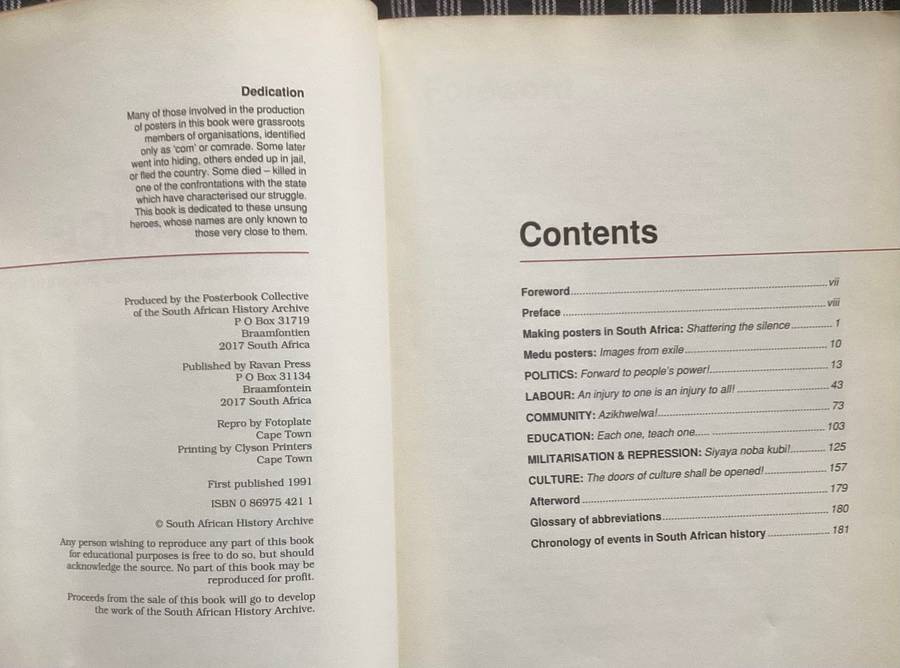 Dedication
Many of those involved in the production
of posters in this book were grassroots
members of organisations, identified
only as 'com' or comrade. Some later
went into hiding, others ended up in jail,
or fled the country. Some died – killed in
one of the confrontations with the state
which have characterised our struggle.
This book is dedicated to these unsung
heroes, whose names are only known to
those very close to them.
Produced by the Posterbook Collective
of the South African History Archive
P O Box 31719
Braamfontien
2017 South Africa
Published by Ravan Press
P O Box 31134
Braamfontein
2017 South Africa
Repro by Fotoplate
Cape Town
Printing by Clyson Printers
Cape Town
First published 1991
ISBN 0 86975 421 1
© South African History Archive
Any person wishing to reproduce any part of this book
for educational purposes is free to do so, but should
acknowledge the source. No part of this book may be
reproduced for profit.
Proceeds from the sale of this book will go to develop
the work of the South African History Archive.
Contents
Foreword vii
Preface viii
Making posters in South Africa: Shattering the silence 1
Medu posters: Images from exile 10
POLITICS: Forward to people's power! 13
LABOUR: An injury to one is an injury to all! 43
COMMUNITY: Azikhwelwa! 73
EDUCATION: Each one, teach one 103
MILITARISATION & REPRESSION: Siyaya noba kubi! 125
CULTURE: The doors of culture shall be opened! 157
Afterword 179
Glossary of abbreviations 180
Chronology of events in South African history 181